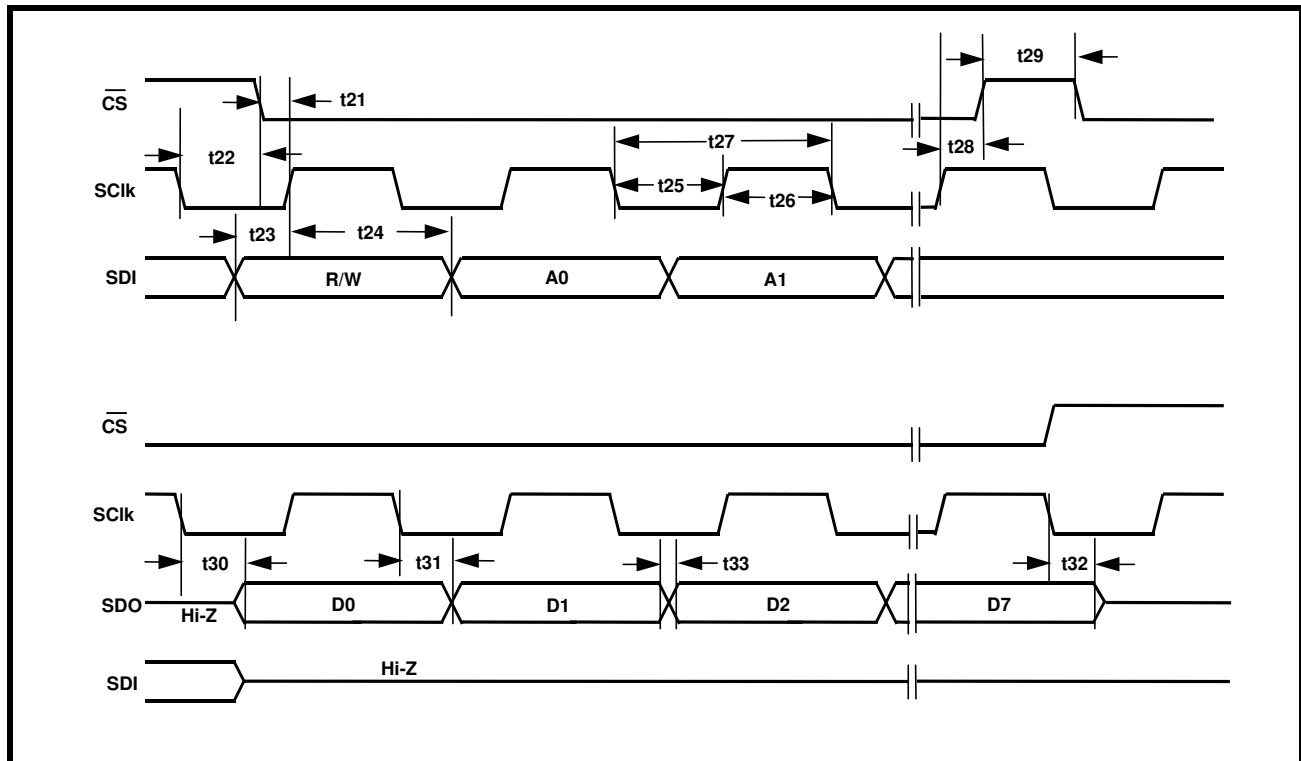 t29
CS
t21
t27
t22
t28
SClk
t25
t26
t23
t24
SDI
R/W
A0
A1
CS
SClk
t30
t31
t33
t32
SDO
Hi-Z
D0
D1
D2
D7
SDI
Hi-Z